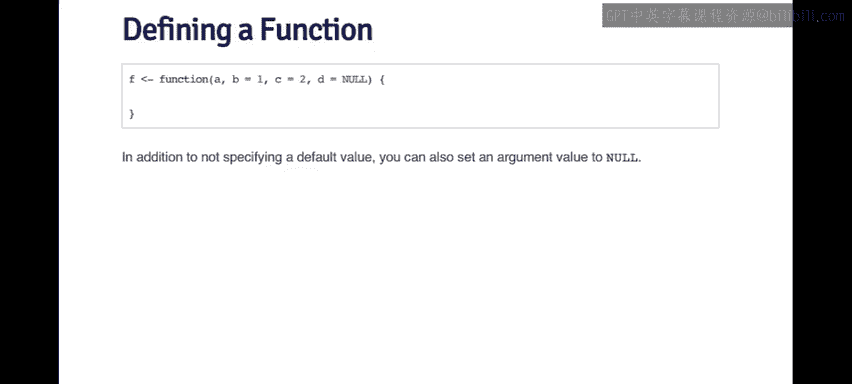 GPT中英字幕课程资源@bilibili.com
Defining a Function
f <- function(a, b = 1, c = 2, d = NULL) {
}
In addition to not specifying a default value, you can also set an argument value to NULL.